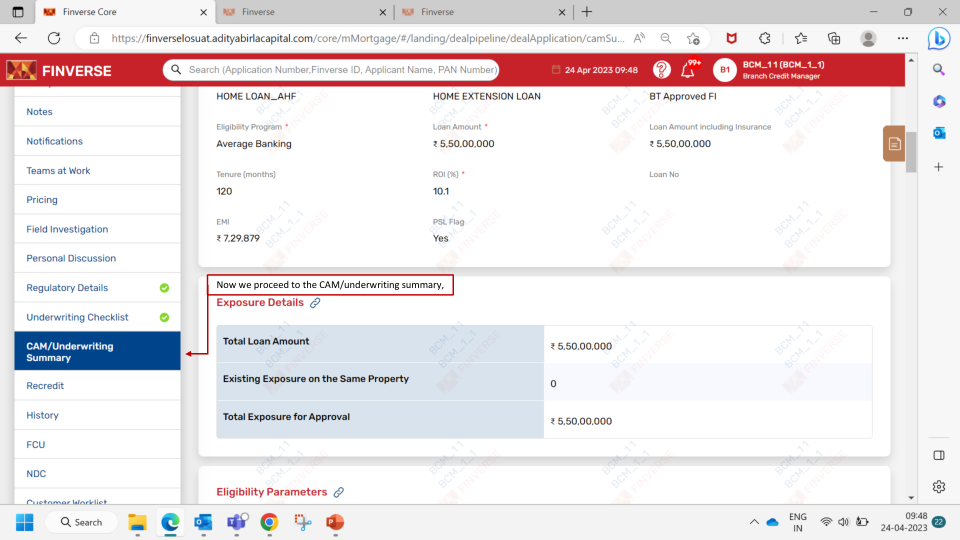 Finverse Core
Finverse
Finverse
https://finverselosuat.adityabirlacapital.com/core/mMortgage/#/landing/dealpipeline/dealApplication/camSu...
FINVERSE
Search (Application Number,Finverse ID, Applicant Name, PAN Number)
24 Apr 2023 09:48
99+
B1
BCM_1 1 (BCM_1_1)
Branch Credit Manager
Notes
Notifications
Teams at Work
Pricing
Field Investigation
Personal Discussion
Regulatory Details
Underwriting Checklist
CAM/Underwriting
Summary
Recredit
History
FCU
NDC
Customer Worklist
HOME LOAN_AHF
HOME EXTENSION LOAN
BT Approved FI
Eligibility Program *
Loan Amount *
Loan Amount including Insurance
Average Banking
₹ 5,50,00,000
₹ 5,50,00,000
Tenure (months)
ROI (%) *
Loan No
120
10.1
EMI
PSL Flag
₹ 7,29,879
Yes
Now we proceed to the CAM/underwriting summary,
Exposure Details
Total Loan Amount
₹ 5,50,00,000
Existing Exposure on the Same Property
0
Total Exposure for Approval
₹ 5,50,00,000
Eligibility Parameters
BCM_1 1
BCM_1_1
FINVERSE
Search
ENG
IN
09:48
24-04-2023
22